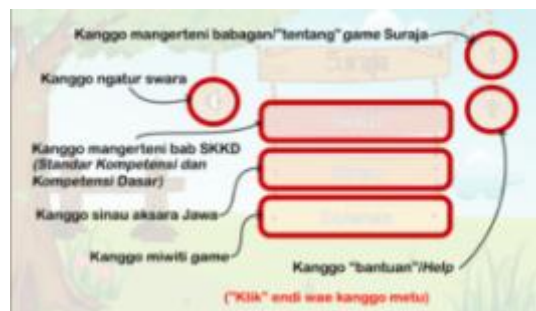 Kanggo mangerteni babagan/"tentang" game Suraja
Suraja
Kanggo ngatur swara
Kanggo mangerteni bab SKKD
(Standar Kompetensi dan
Kompetensi Dasar)
Kanggo sinau aksara Jawa
Kanggo miwiti game
Kanggo "bantuan"/Help
("Klik" endi wae kanggo metu)